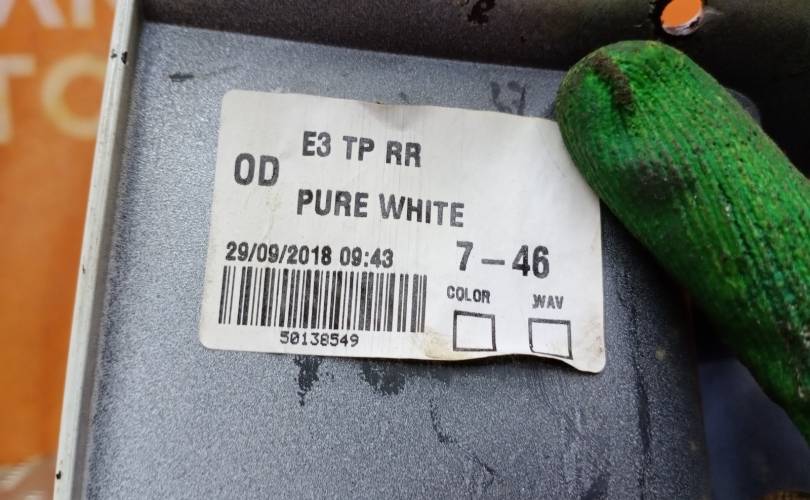 E3 TP RR
OD
PURE WHITE
29/09/2018 09:43
7-46
COLOR
WAV
50138549